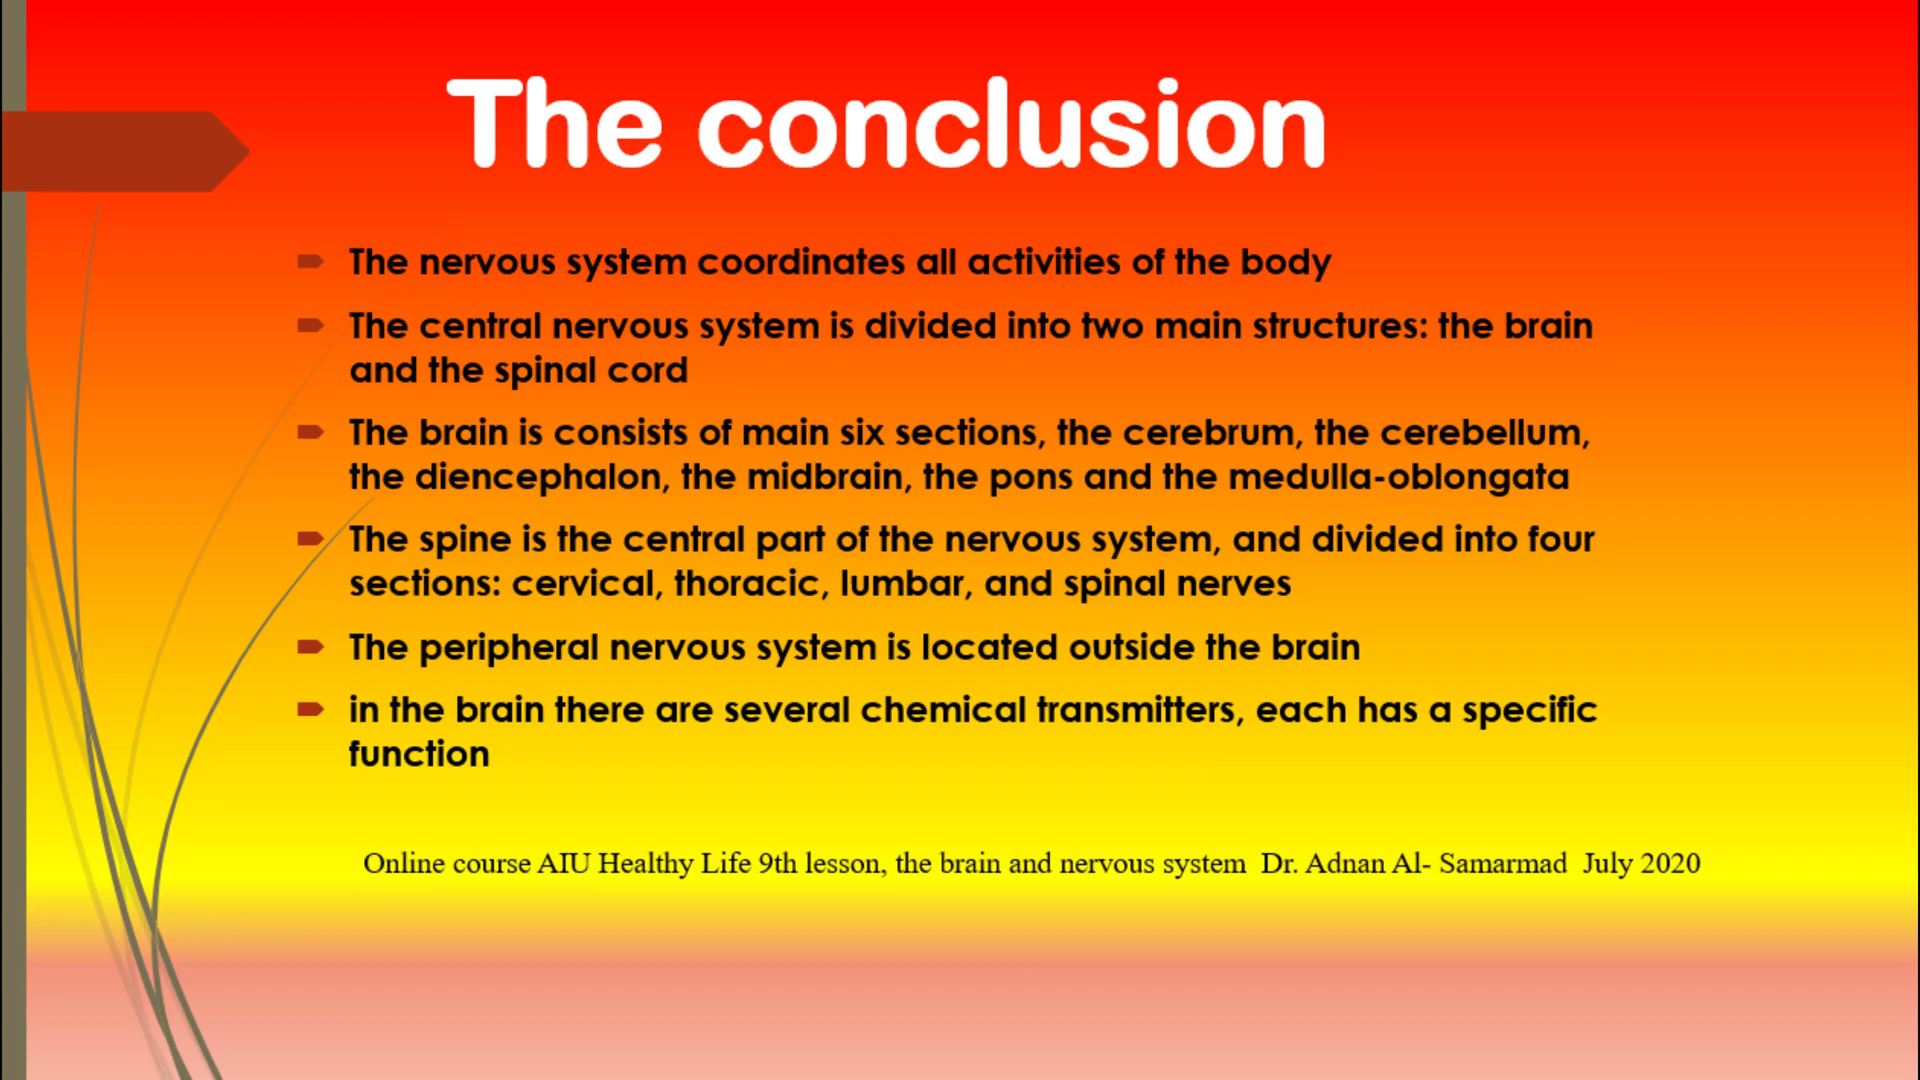 The conclusion
The nervous system coordinates all activities of the body
The central nervous system is divided into two main structures: the brain
and the spinal cord
The brain is consists of main six sections, the cerebrum, the cerebellum,
the diencephalon, the midbrain, the pons and the medulla-oblongata
The spine is the central part of the nervous system, and divided into four
sections: cervical, thoracic, lumbar, and spinal nerves
The peripheral nervous system is located outside the brain
in the brain there are several chemical transmitters, each has a specific
function
Online course AIU Healthy Life 9th lesson, the brain and nervous system  Dr. Adnan Al- Samarmad  July 2020